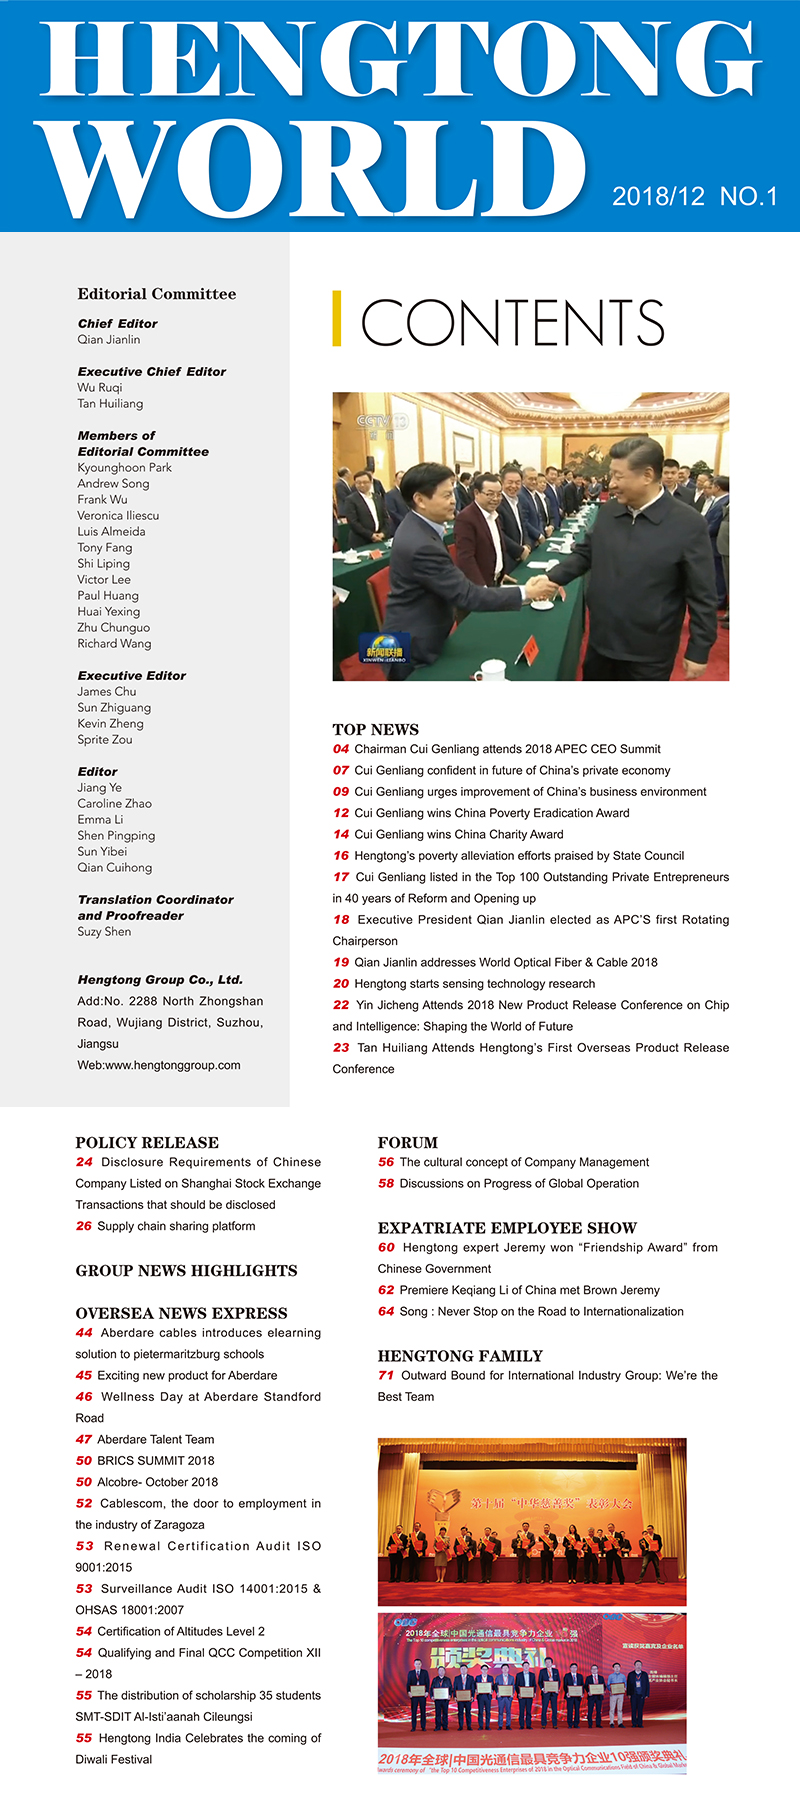 HENGTONG
WORLD
2018/12 NO.1
Editorial Committee
Chief Editor
Qian Jianlin
Executive Chief Editor
Wu Ruqi
Tan Huiliang
Members of
Editorial Committee
Kyounghoon Park
Andrew Song
Frank Wu
Veronica Iliescu
Luis Almeida
Tony Fang
Shi Liping
Victor Lee
Paul Huang
Huai Yexing
Zhu Chunguo
Richard Wang
Executive Editor
James Chu
Sun Zhiguang
Kevin Zheng
Sprite Zou
Editor
Jiang Ye
Caroline Zhao
Emma Li
Shen Pingping
Sun Yibei
Qian Cuihong
Translation Coordinator
and Proofreader
Suzy Shen
Hengtong Group Co., Ltd.
Add:No. 2288 North Zhongshan
Road, Wujiang District, Suzhou,
Jiangsu
Web:www.hengtonggroup.com
CONTENTS
CCTV 13
新闻
新闻联播
XINWEN LIANBO
TOP NEWS
04 Chairman Cui Genliang attends 2018 APEC CEO Summit
07 Cui Genliang confident in future of China's private economy
09 Cui Genliang urges improvement of China's business environment
12 Cui Genliang wins China Poverty Eradication Award
14 Cui Genliang wins China Charity Award
16 Hengtong's poverty alleviation efforts praised by State Council
17 Cui Genliang listed in the Top 100 Outstanding Private Entrepreneurs
in 40 years of Reform and Opening up
18 Executive President Qian Jianlin elected as APC'S first Rotating
Chairperson
19 Qian Jianlin addresses World Optical Fiber & Cable 2018
20 Hengtong starts sensing technology research
22 Yin Jicheng Attends 2018 New Product Release Conference on Chip
and Intelligence: Shaping the World of Future
23 Tan Huiliang Attends Hengtong's First Overseas Product Release
Conference
POLICY RELEASE
24 Disclosure Requirements of Chinese
Company Listed on Shanghai Stock Exchange
Transactions that should be disclosed
26 Supply chain sharing platform
GROUP NEWS HIGHLIGHTS
OVERSEA NEWS EXPRESS
44 Aberdare cables introduces elearning
solution to pietermaritzburg schools
45 Exciting new product for Aberdare
46 Wellness Day at Aberdare Standford
Road
47 Aberdare Talent Team
50 BRICS SUMMIT 2018
50 Alcobre- October 2018
52 Cablescom, the door to employment in
the industry of Zaragoza
53 Renewal Certification Audit ISO
9001:2015
53 Surveillance Audit ISO 14001:2015 &
OHSAS 18001:2007
54 Certification of Altitudes Level 2
54 Qualifying and Final QCC Competition XII
– 2018
55 The distribution of scholarship 35 students
SMT-SDIT Al-Isti'aanah Cileungsi
55 Hengtong India Celebrates the coming of
Diwali Festival
FORUM
56 The cultural concept of Company Management
58 Discussions on Progress of Global Operation
EXPATRIATE EMPLOYEE SHOW
60 Hengtong expert Jeremy won “Friendship Award” from
Chinese Government
62 Premiere Keqiang Li of China met Brown Jeremy
64 Song : Never Stop on the Road to Internationalization
HENGTONG FAMILY
71 Outward Bound for International Industry Group: We're the
Best Team
第十届“中华慈善奖”表彰大会
2018年全球|中国光通信最具竞争力企业10强
颁奖典礼
2018年全球|中国光通信最具竞争力企业10强颁奖典礼